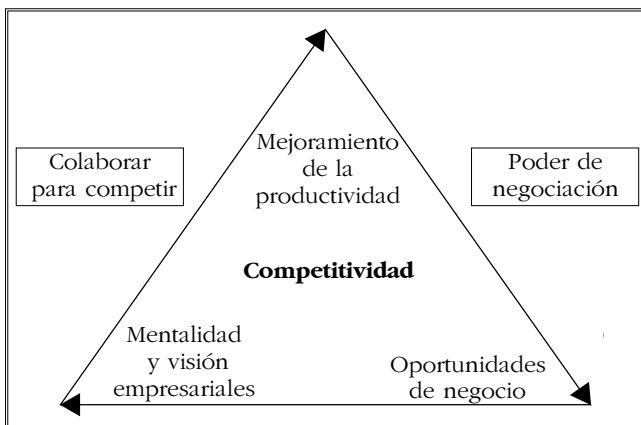 Colaborar
para competir
Mejoramiento
de la
productividad
Poder de
negociación
Competitividad
Mentalidad
y visión
empresariales
Oportunidades
de negocio